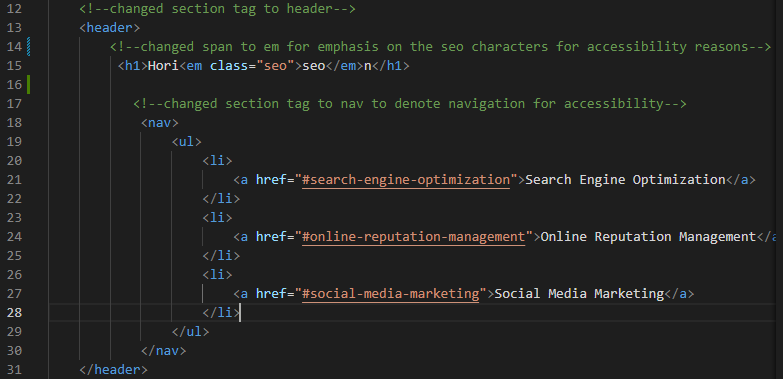 12 <!--changed section tag to header-->
13 <header>
14 <!--changed span to em for emphasis on the seo characters for accessibility reasons-->
15 <h1>Hori<em class="seo">seo</em>n</h1>
16
17 <!--changed section tag to nav to denote navigation for accessibility-->
18 <nav>
19 <ul>
20 <li>
21 <a href="#search-engine-optimization">Search Engine Optimization</a>
22 </li>
23 <li>
24 <a href="#online-reputation-management">Online Reputation Management</a
25 </li>
26 <li>
27 <a href="#social-media-marketing">Social Media Marketing</a>
28 </li>
29 </ul>
30 </nav>
31 </header>